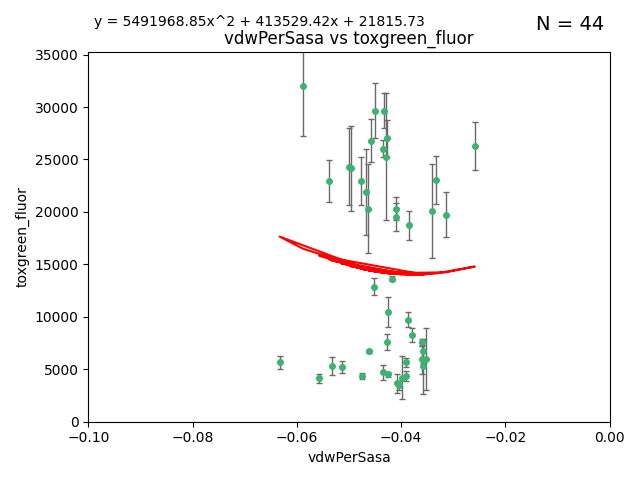 y = 5491968.85x^2 + 413529.42x + 21815.73
N = 44
vdwPerSasa vs toxgreen_fluor
35000
30000
25000
20000
15000
10000
5000
0
toxgreen_fluor
−0.10 −0.08 −0.06 −0.04 −0.02 0.00
vdwPerSasa